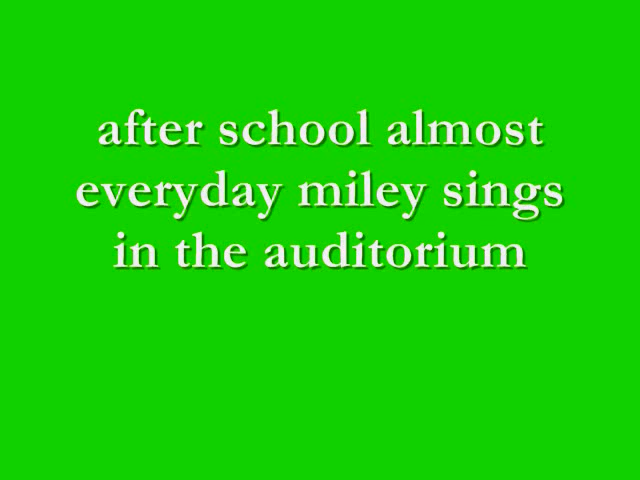 after school almost
everyday miley sings
in the auditorium